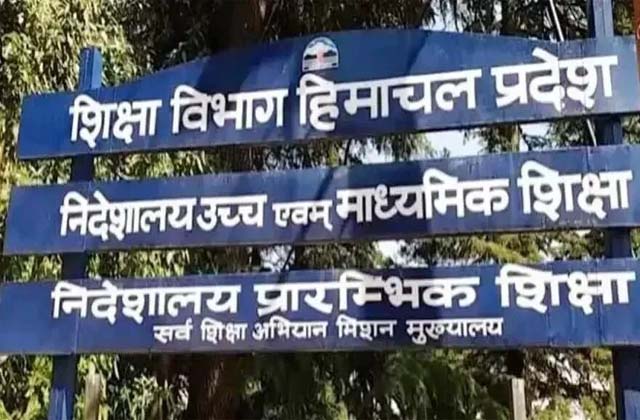 शिक्षा विभाग हिमाचल प्रदेश
निदेशालय उच्च एवम् माध्यमिक शिक्षा
निदेशालय प्रारम्भिक शिक्षा
सर्व शिक्षा अभियान मिशन मुख्यालय